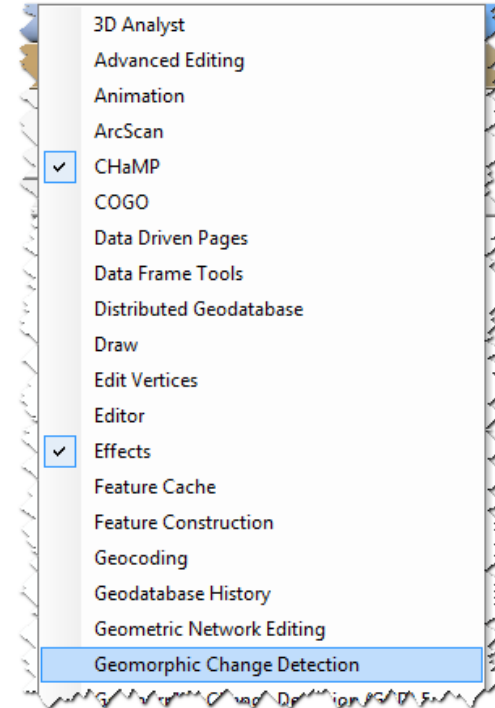 3D Analyst
Advanced Editing
Animation
ArcScan
CHaMP
COGO
Data Driven Pages
Data Frame Tools
Distributed Geodatabase
Draw
Edit Vertices
Editor
Effects
Feature Cache
Feature Construction
Geocoding
Geodatabase History
Geometric Network Editing
Geomorphic Change Detection